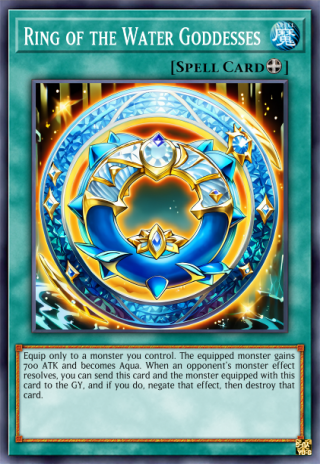 Ring of the Water Goddesses
[Spell Card]
Equip only to a monster you control. The equipped monster gains
700 ATK and becomes Aqua. When an opponent's monster effect
resolves, you can send this card and the monster equipped with this
card to the GY, and if you do, negate that effect, then destroy that
card.